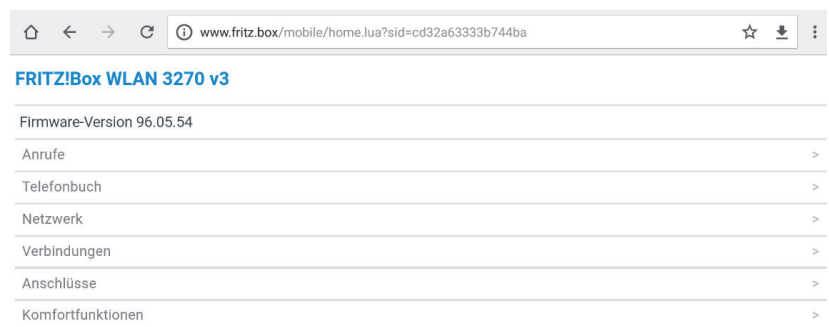 www.fritz.box/mobile/home.lua?sid=cd32a63333b744ba
FRITZ!Box WLAN 3270 v3
Firmware-Version 96.05.54
Anrufe >
Telefonbuch >
Netzwerk >
Verbindungen >
Anschlüsse >
Komfortfunktionen >